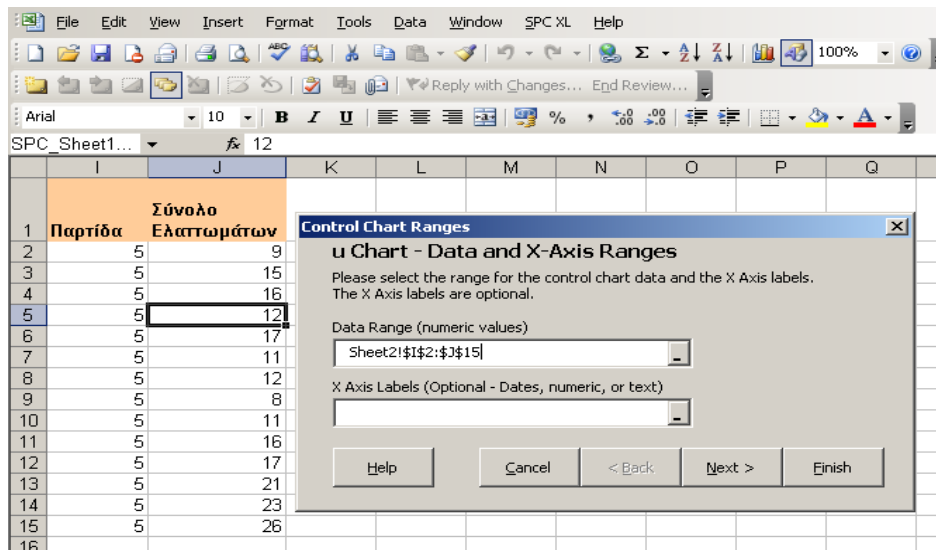 File Edit View Insert Format Tools Data Window SPC XL Help
ABC Σ A Z Z A 100%
Reply with Changes... End Review...
Arial 10 B I U % ,
SPC_Sheet1... fx 12
I J K L M N O P Q
1 Παρτίδα Σύνολο Ελαττωμάτων
2 5 9
3 5 15
4 5 16
5 5 12
6 5 17
7 5 11
8 5 12
9 5 8
10 5 11
11 5 16
12 5 17
13 5 21
14 5 23
15 5 26
16
Control Chart Ranges
u Chart - Data and X-Axis Ranges
Please select the range for the control chart data and the X Axis labels.
The X Axis labels are optional.
Data Range (numeric values)
Sheet2!$I$2:$J$15
X Axis Labels (Optional - Dates, numeric, or text)
Help Cancel < Back Next > Finish